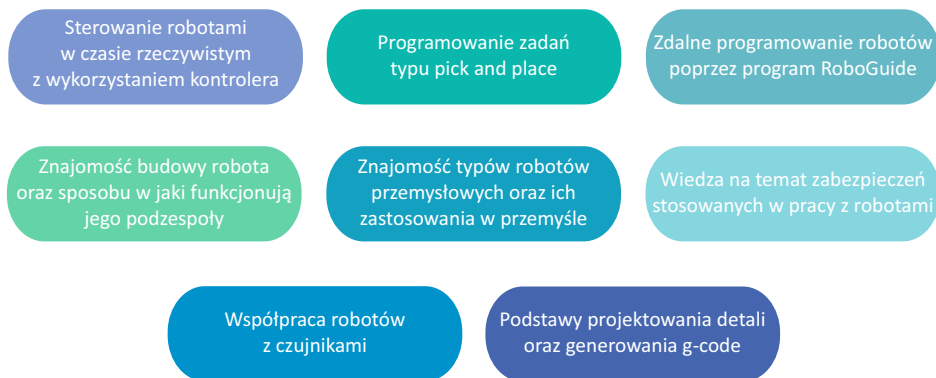 Sterowanie robotami
w czasie rzeczywistym
z wykorzystaniem kontrolera
Programowanie zadań
typu pick and place
Zdalne programowanie robotów
poprzez program RoboGuide
Znajomość budowy robota
oraz sposobu w jaki funkcjonują
jego podzespoły
Znajomość typów robotów
przemysłowych oraz ich
zastosowania w przemyśle
Wiedza na temat zabezpieczeń
stosowanych w pracy z robotami
Współpraca robotów
z czujnikami
Podstawy projektowania detali
oraz generowania g-code